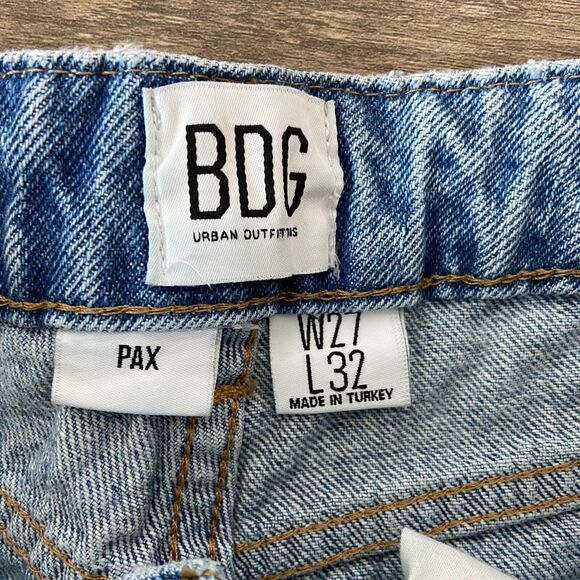 BDG
URBAN OUTFITTERS
PAX
W27
L32
MADE IN TURKEY